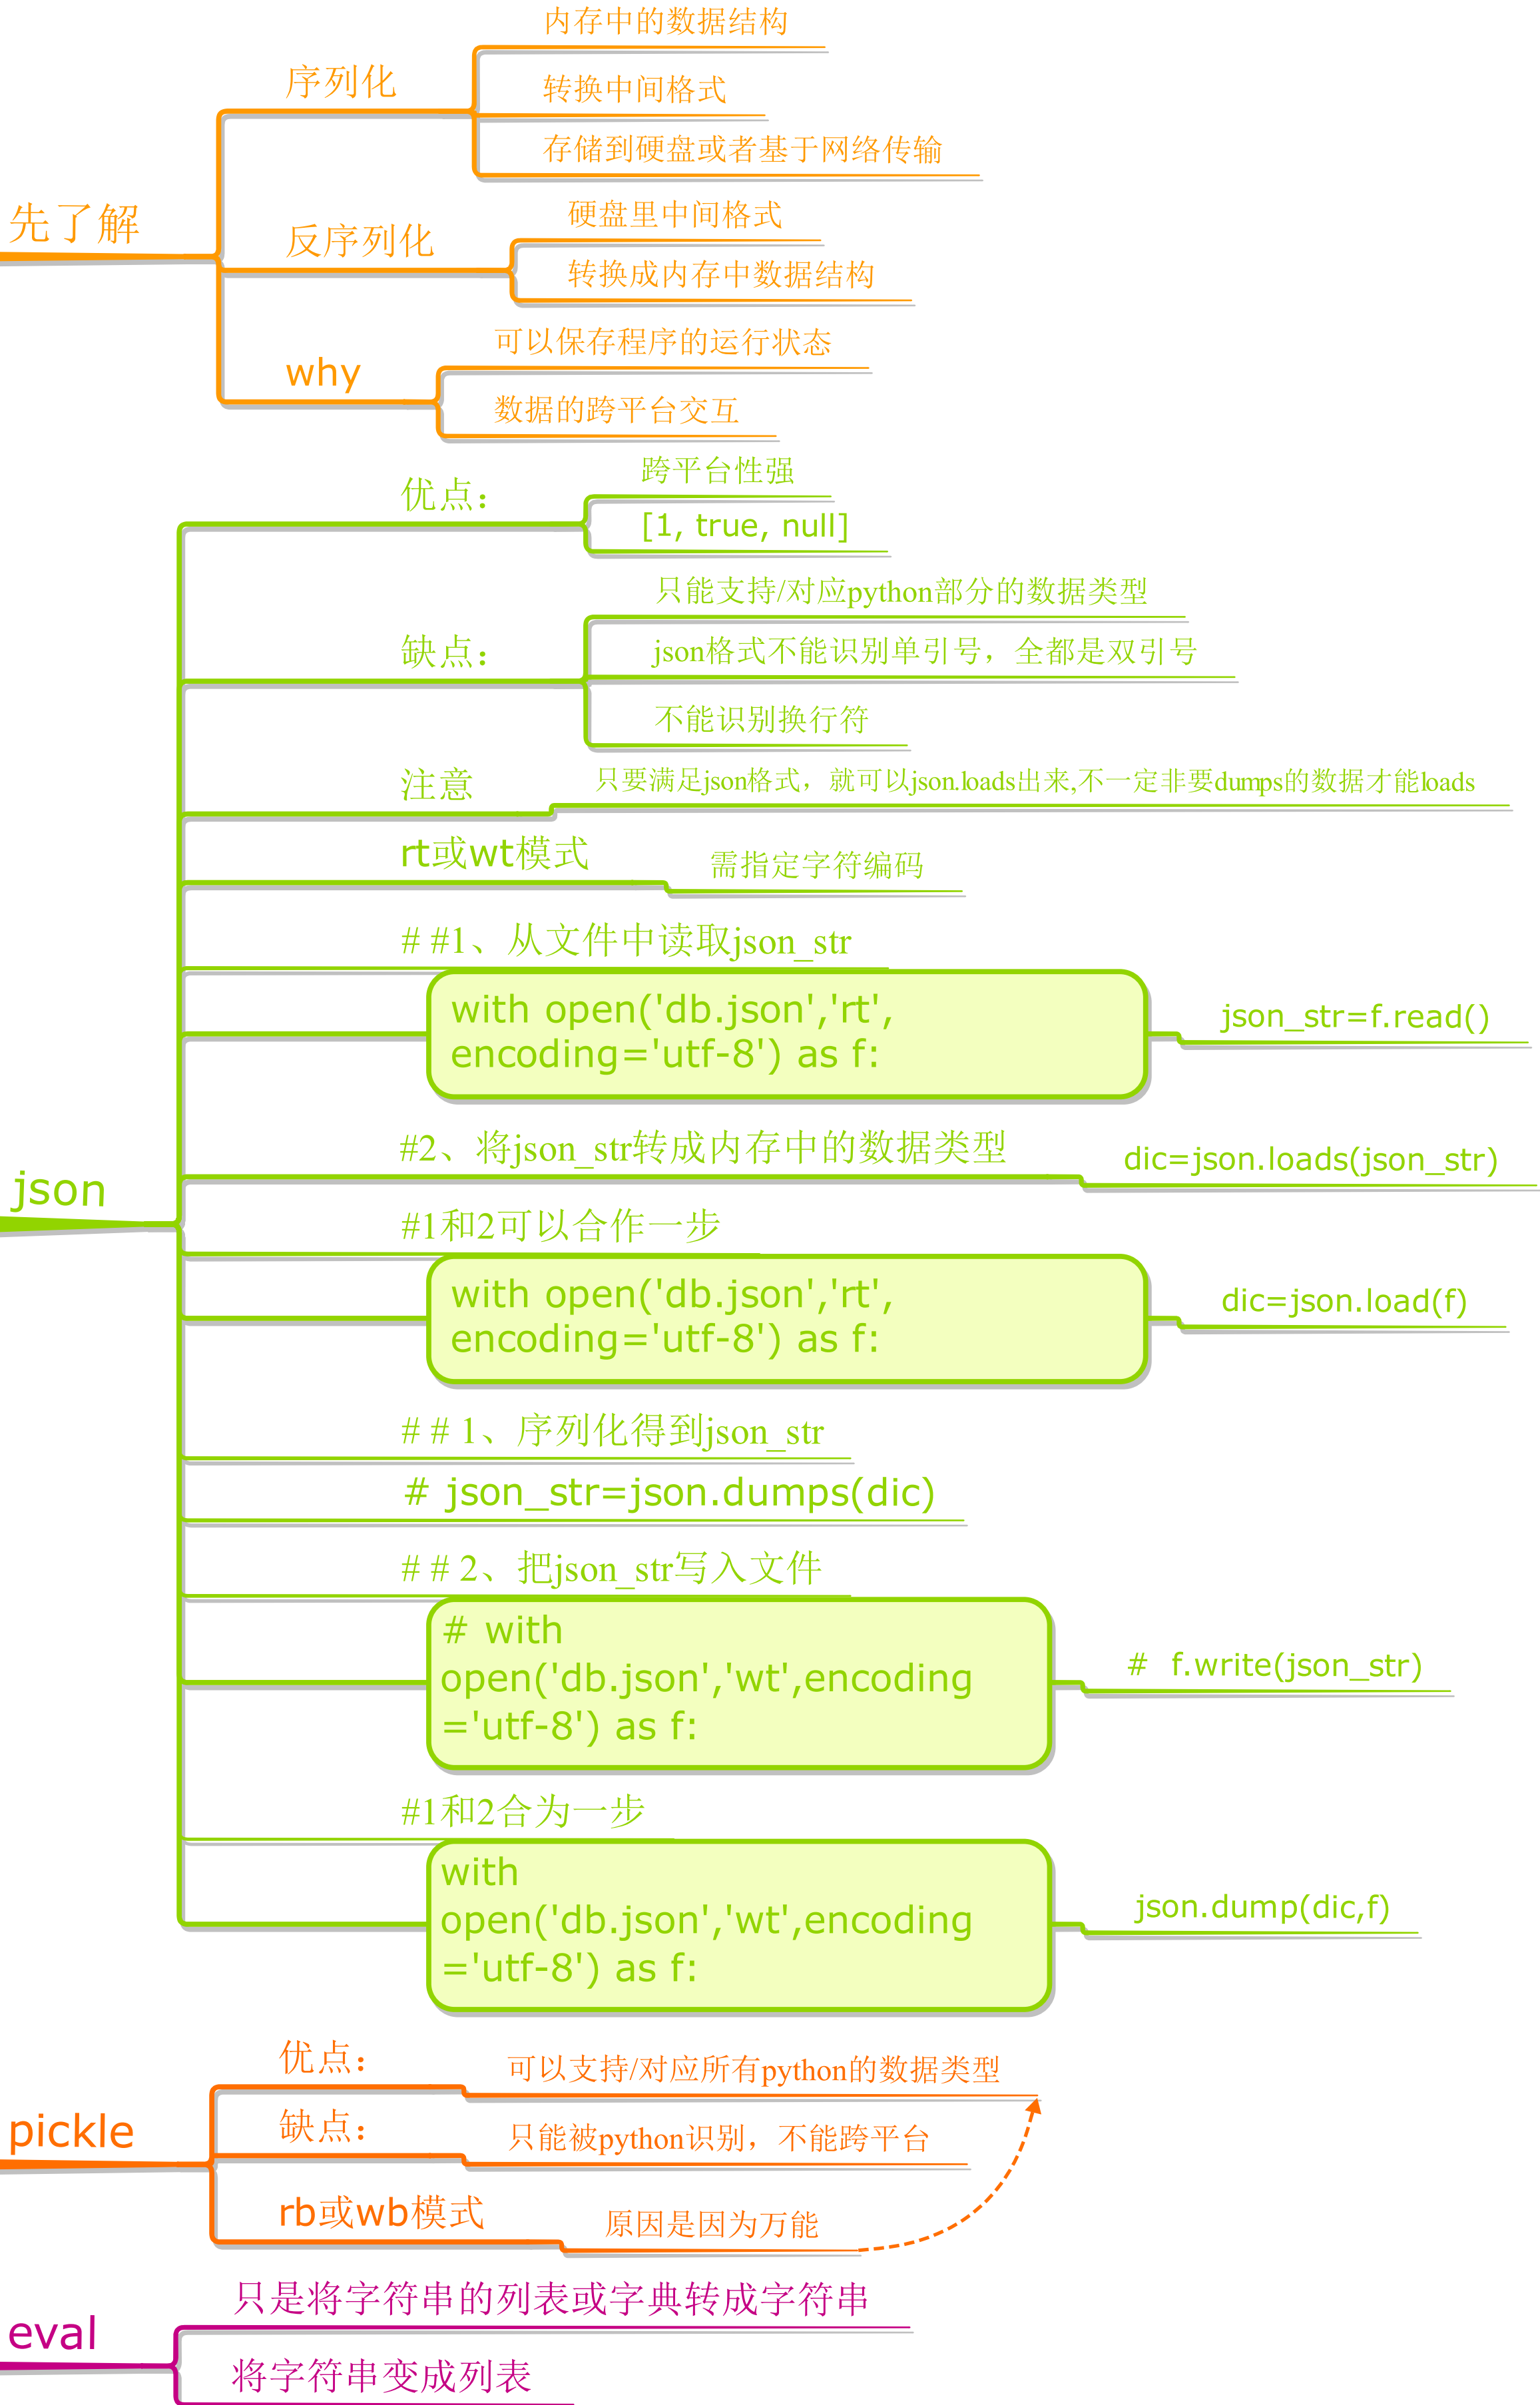 先了解
序列化
内存中的数据结构
转换中间格式
存储到硬盘或者基于网络传输
反序列化
硬盘里中间格式
转换成内存中数据结构
why
可以保存程序的运行状态
数据的跨平台交互
json
优点：
跨平台性强
[1, true, null]
缺点：
只能支持/对应python部分的数据类型
json格式不能识别单引号，全都是双引号
不能识别换行符
注意
只要满足json格式，就可以json.loads出来,不一定非要dumps的数据才能loads
rt或wt模式
需指定字符编码
# #1、从文件中读取json_str
with open('db.json','rt',
encoding='utf-8') as f:
json_str=f.read()
#2、将json_str转成内存中的数据类型
dic=json.loads(json_str)
#1和2可以合作一步
with open('db.json','rt',
encoding='utf-8') as f:
dic=json.load(f)
# # 1、序列化得到json_str
# json_str=json.dumps(dic)
# # 2、把json_str写入文件
# with
open('db.json','wt',encoding
='utf-8') as f:
# f.write(json_str)
#1和2合为一步
with
open('db.json','wt',encoding
='utf-8') as f:
json.dump(dic,f)
pickle
优点：
可以支持/对应所有python的数据类型
缺点：
只能被python识别，不能跨平台
rb或wb模式
原因是因为万能
eval
只是将字符串的列表或字典转成字符串
将字符串变成列表